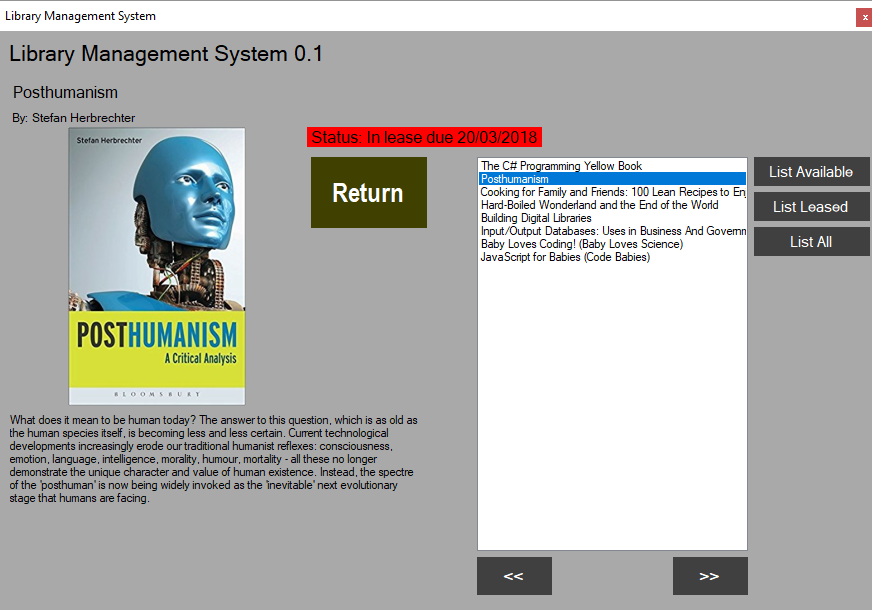 Library Management System
x
Library Management System 0.1
Posthumanism
By: Stefan Herbrechter
Stefan Herbrechter
POSTHUMANISM
A Critical Analysis
BLOOMSBURY
What does it mean to be human today? The answer to this question, which is as old as
the human species itself, is becoming less and less certain. Current technological
developments increasingly erode our traditional humanist reflexes: consciousness,
emotion, language, intelligence, morality, humour, mortality - all these no longer
demonstrate the unique character and value of human existence. Instead, the spectre
of the 'posthuman' is now being widely invoked as the 'inevitable' next evolutionary
stage that humans are facing.
Status: In lease due 20/03/2018
Return
The C# Programming Yellow Book
Posthumanism
Cooking for Family and Friends: 100 Lean Recipes to Enj
Hard-Boiled Wonderland and the End of the World
Building Digital Libraries
Input/Output Databases: Uses in Business And Governm
Baby Loves Coding! (Baby Loves Science)
JavaScript for Babies (Code Babies)
<<
>>
List Available
List Leased
List All